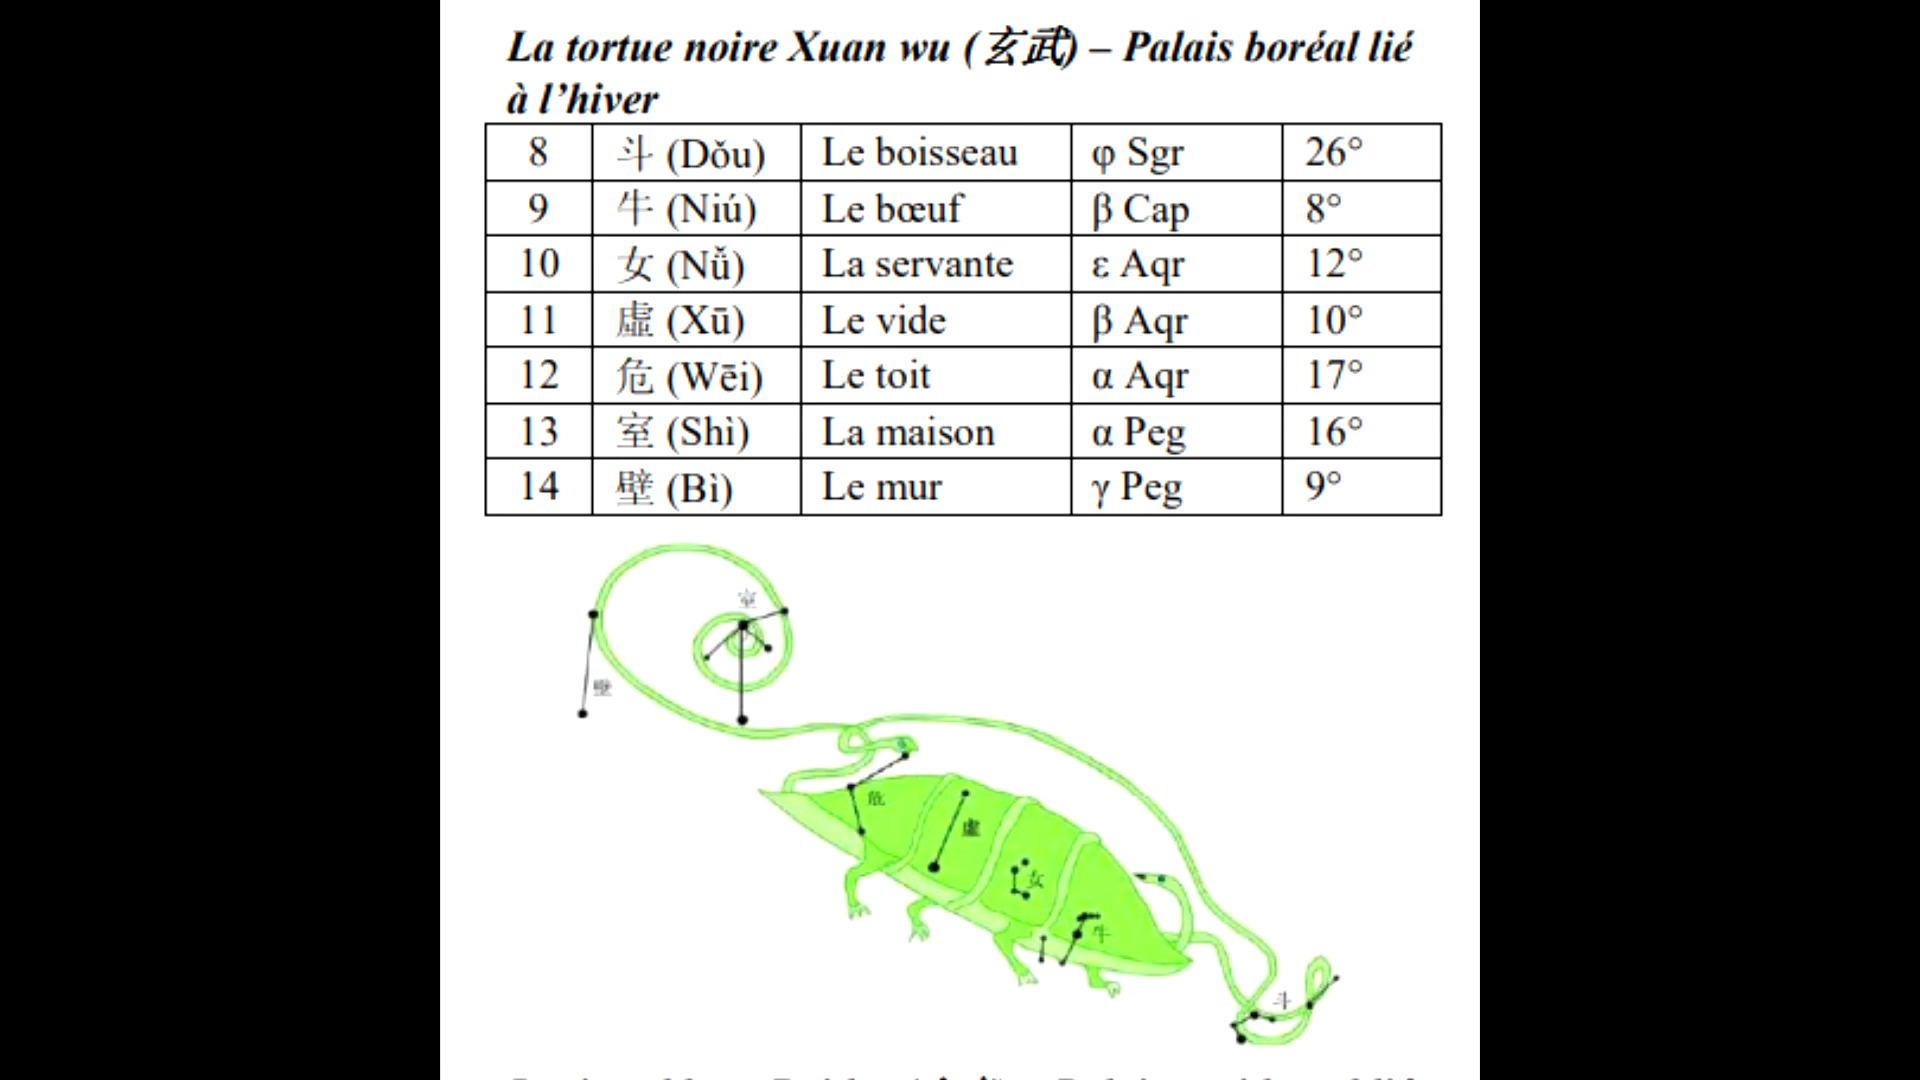 La tortue noire Xuan wu (玄武) – Palais boréal lié
à l’hiver
8 斗 (Dǒu) Le boisseau φ Sgr 26°
9 牛 (Niú) Le bœuf β Cap 8°
10 女 (Nǚ) La servante ε Aqr 12°
11 虛 (Xū) Le vide β Aqr 10°
12 危 (Wēi) Le toit α Aqr 17°
13 室 (Shì) La maison α Peg 16°
14 壁 (Bì) Le mur γ Peg 9°
室
壁
危
虛
女
牛
斗